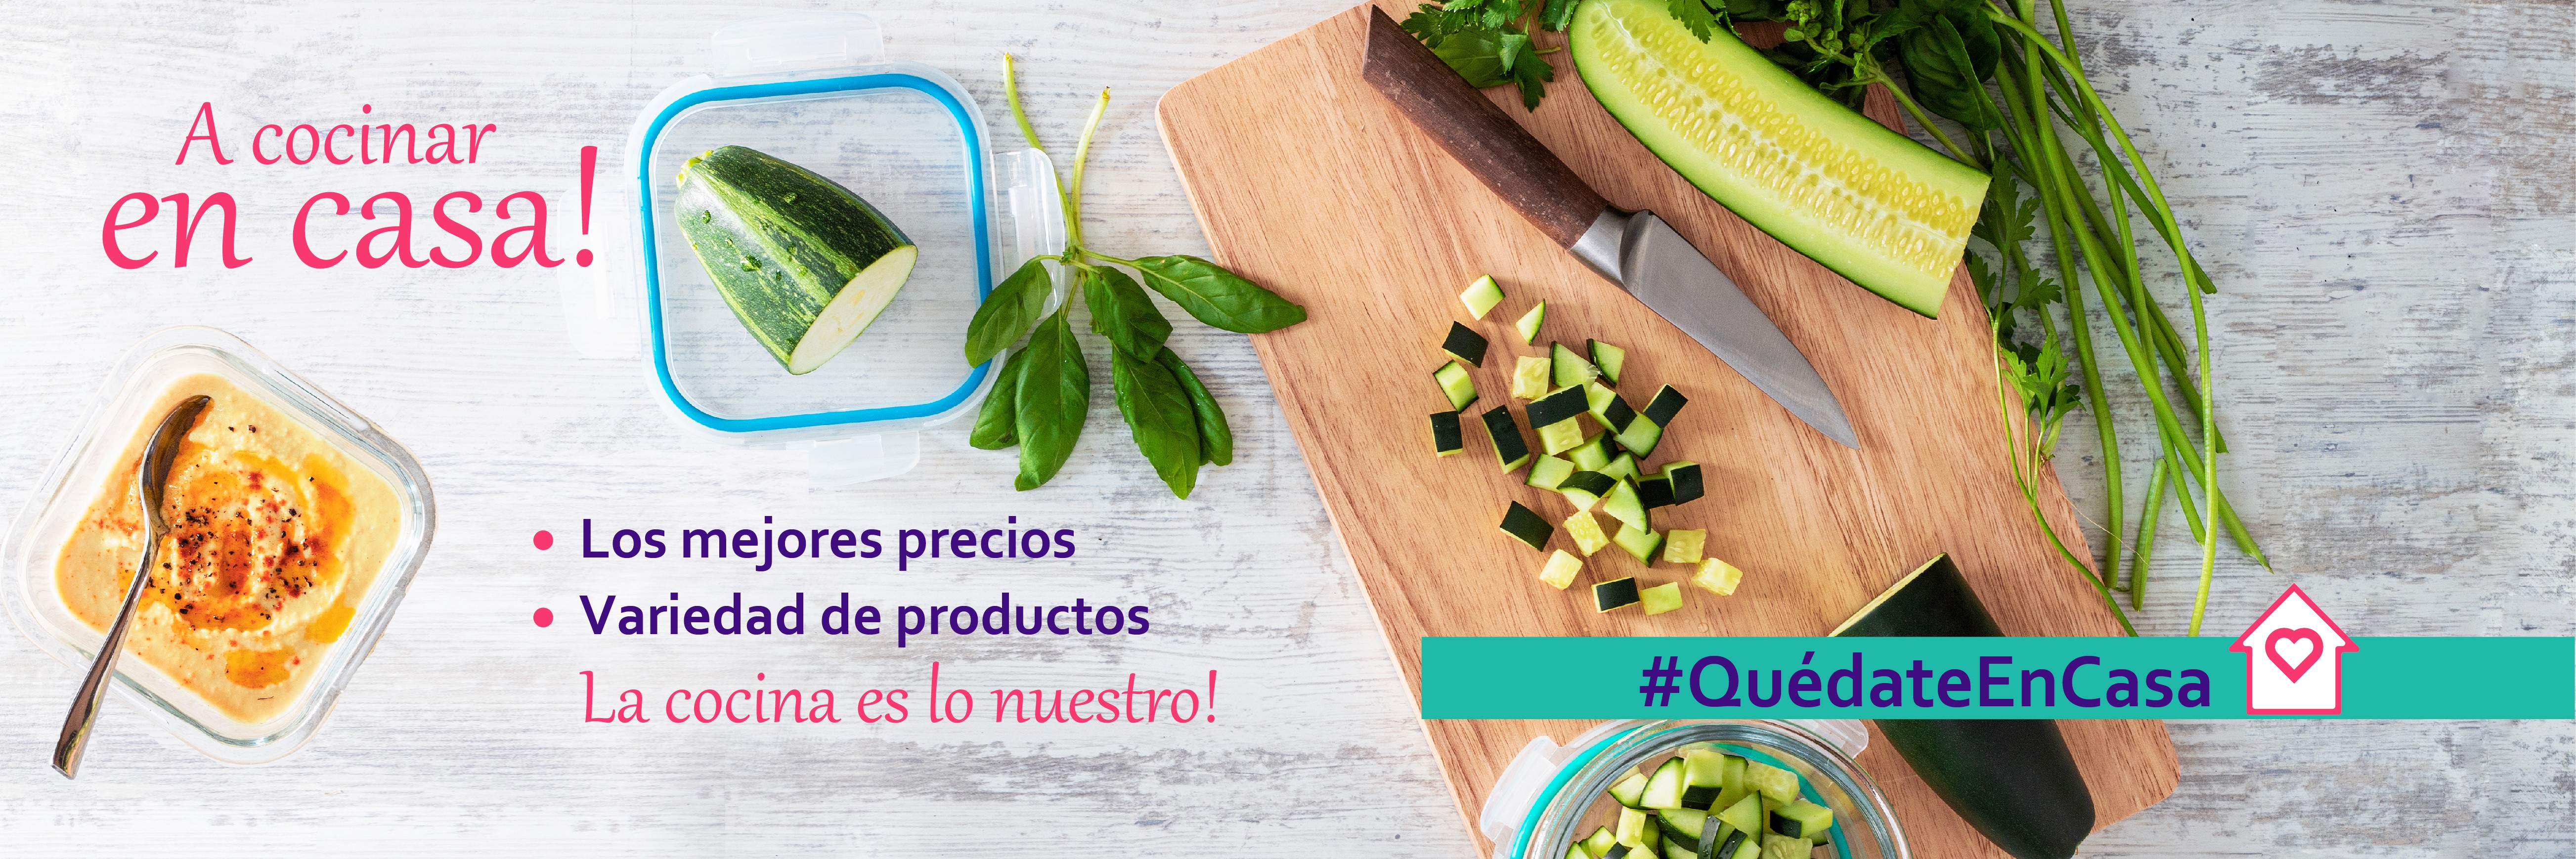 A cocinar
en casa!
• Los mejores precios
• Variedad de productos
La cocina es lo nuestro!
#QuédateEnCasa